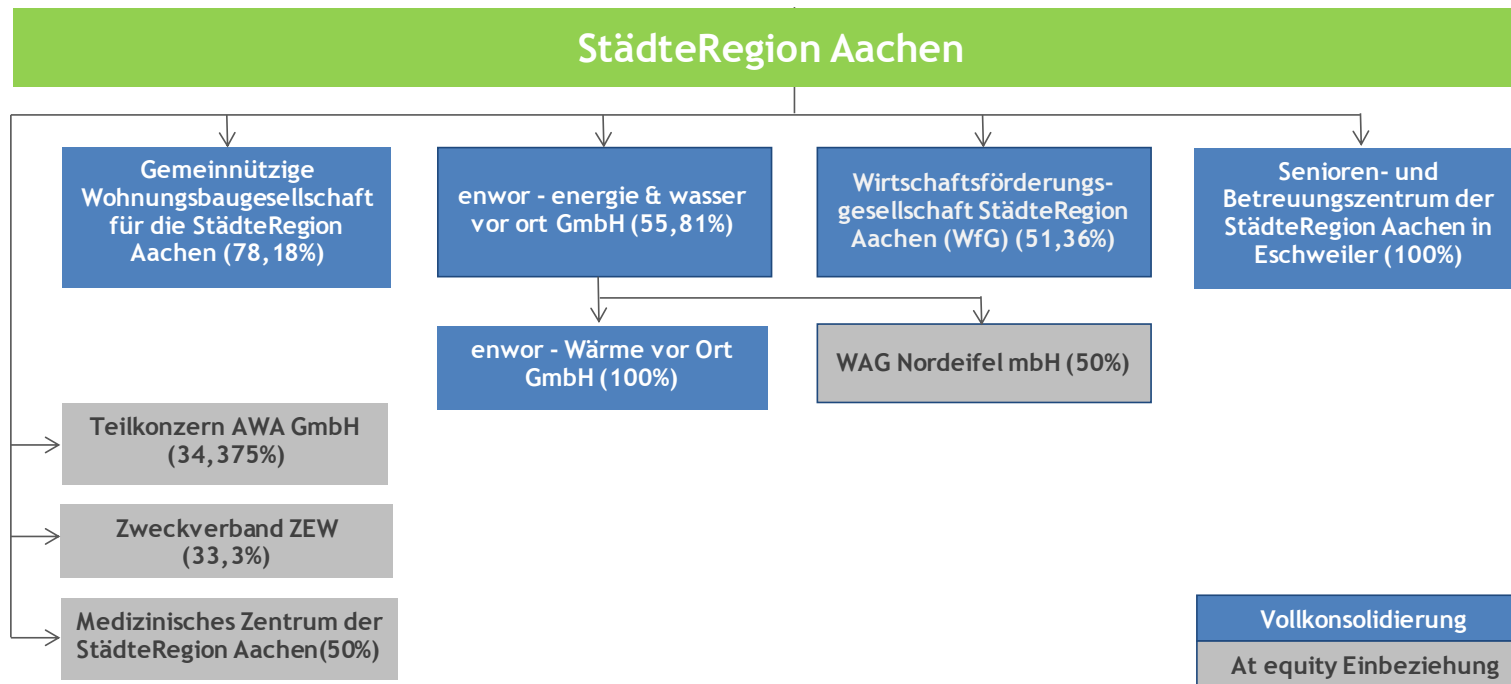 StädteRegion Aachen
Gemeinnützige
Wohnungsbaugesellschaft
für die StädteRegion
Aachen (78,18%)
enwor - energie & wasser
vor ort GmbH (55,81%)
Wirtschaftsförderungs-
gesellschaft StädteRegion
Aachen (WfG) (51,36%)
Senioren- und
Betreuungszentrum der
StädteRegion Aachen in
Eschweiler (100%)
enwor - Wärme vor Ort
GmbH (100%)
WAG Nordeifel mbH (50%)
Teilkonzern AWA GmbH
(34,375%)
Zweckverband ZEW
(33,3%)
Medizinisches Zentrum der
StädteRegion Aachen(50%)
Vollkonsolidierung
At equity Einbeziehung